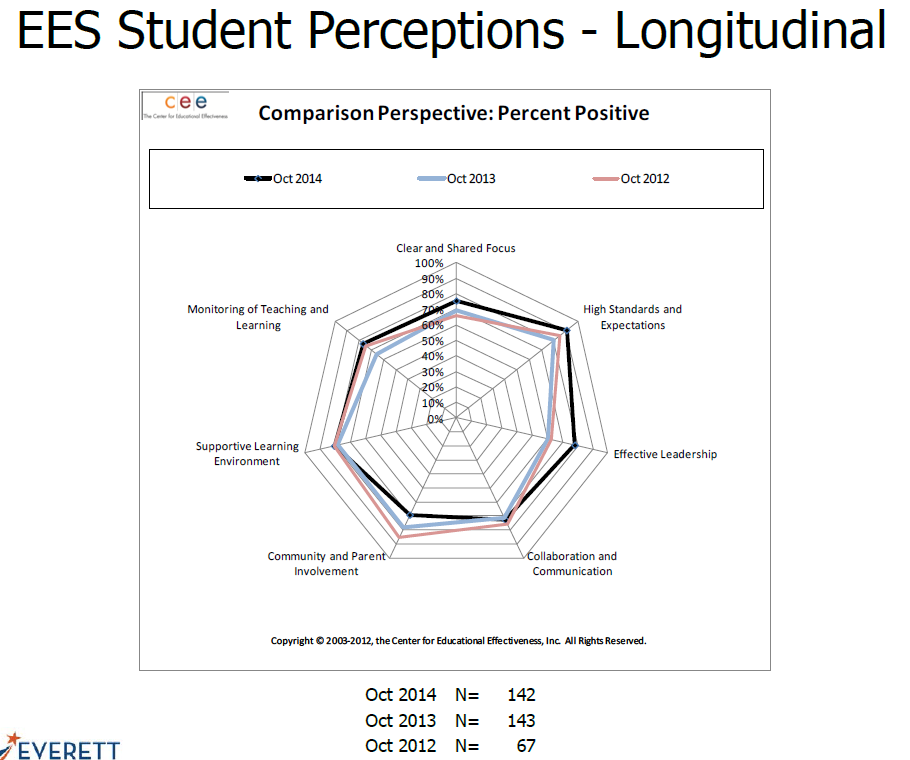 EES Student Perceptions - Longitudinal
cee
The Center for Educational Effectiveness
Comparison Perspective: Percent Positive
Oct 2014
Oct 2013
Oct 2012
Clear and Shared Focus
100%
90%
80%
70%
60%
50%
40%
30%
20%
10%
0%
High Standards and
Expectations
Effective Leadership
Collaboration and
Communication
Community and Parent
Involvement
Supportive Learning
Environment
Monitoring of Teaching and
Learning
Copyright © 2003-2012, the Center for Educational Effectiveness, Inc. All Rights Reserved.
Oct 2014 N= 142
Oct 2013 N= 143
Oct 2012 N= 67
EVERETT